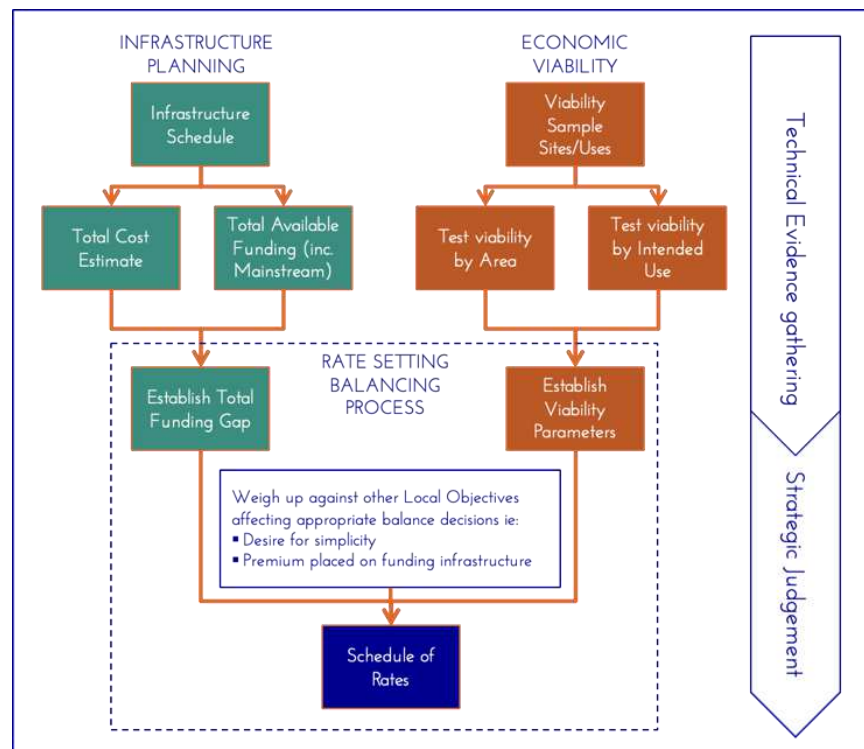 INFRASTRUCTURE
PLANNING
ECONOMIC
VIABILITY
Infrastructure
Schedule
Viability
Sample
Sites/Uses
Total Cost
Estimate
Total Available
Funding (inc.
Mainstream)
Test viability
by Area
Test viability
by Intended
Use
RATE SETTING
BALANCING
PROCESS
Establish Total
Funding Gap
Establish
Viability
Parameters
Weigh up against other Local Objectives
affecting appropriate balance decisions ie:
▪ Desire for simplicity
▪ Premium placed on funding infrastructure
Schedule of
Rates
Technical Evidence gathering
Strategic Judgement